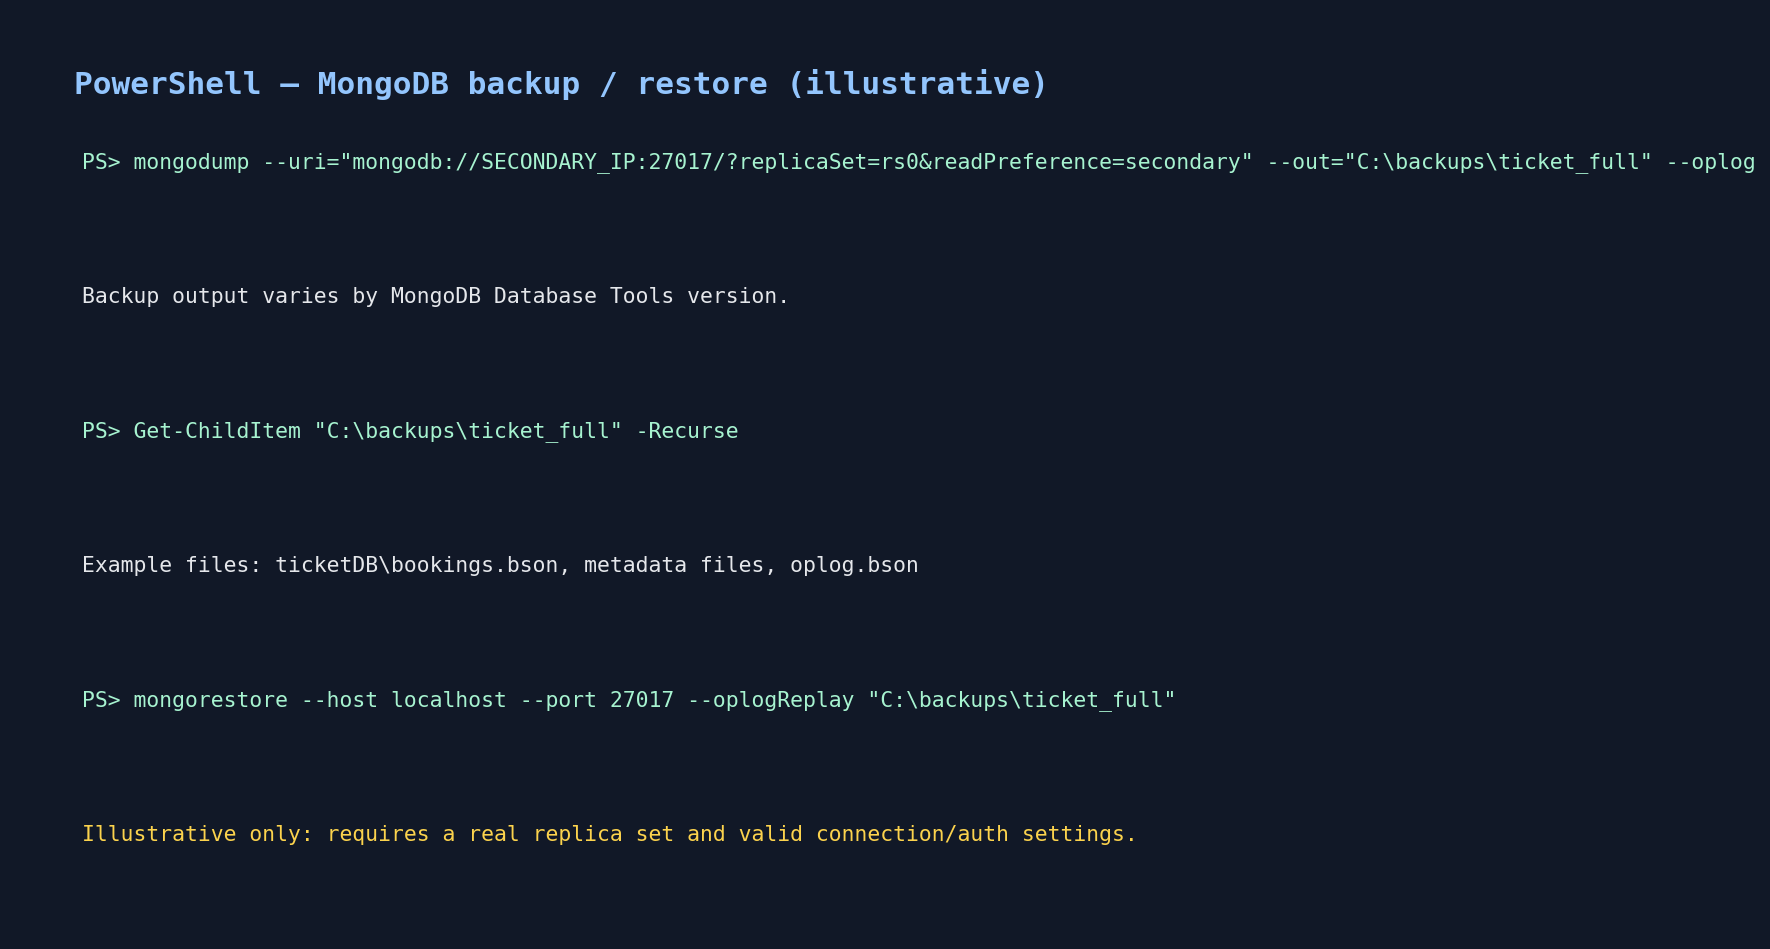 PowerShell — MongoDB backup / restore (illustrative)
PS> mongodump --uri="mongodb://SECONDARY_IP:27017/?replicaSet=rs0&readPreference=secondary" --out="C:\backups\ticket_full" --oplog
Backup output varies by MongoDB Database Tools version.
PS> Get-ChildItem "C:\backups\ticket_full" -Recurse
Example files: ticketDB\bookings.bson, metadata files, oplog.bson
PS> mongorestore --host localhost --port 27017 --oplogReplay "C:\backups\ticket_full"
Illustrative only: requires a real replica set and valid connection/auth settings.